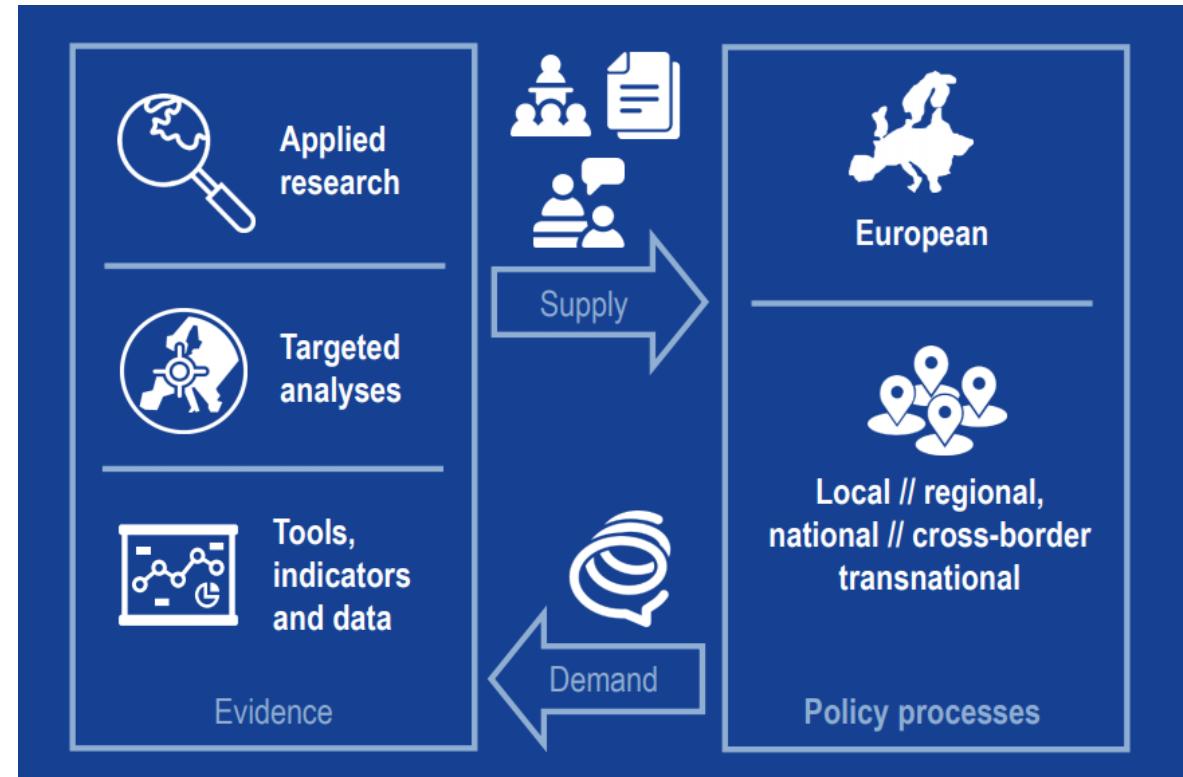 Applied
research
Targeted
analyses
Tools,
indicators
and data
Evidence
Supply
Demand
European
Local // regional,
national // cross-border
transnational
Policy processes